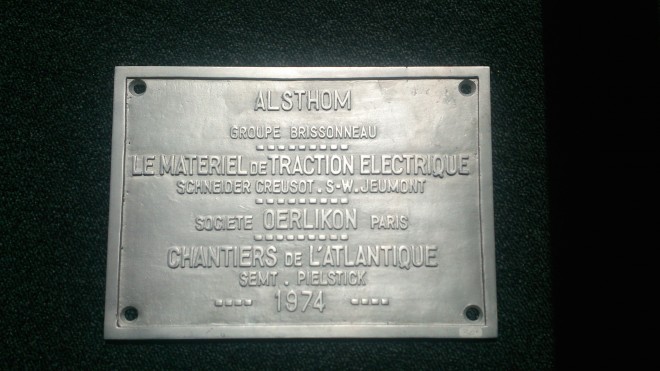 ALSTHOM
GROUPE BRISSONNEAU
LE MATERIEL DE TRACTION ELECTRIQUE
SCHNEIDER CREUSOT. S-W. JEUMONT
SOCIETE OERLIKON PARIS
CHANTIERS DE L'ATLANTIQUE
SEMT. PIELSTICK
1974